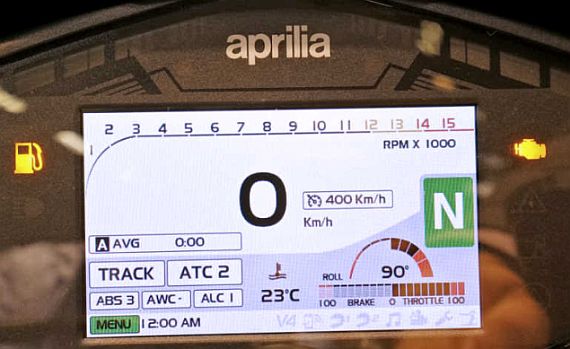 aprilia
1 2 3 4 5 6 7 8 9 10 11 12 13 14 15
RPM X 1000
0
400 Km/h
Km/h
N
A AVG 0:00
TRACK ATC 2
ABS 3 AWC - ALC 1
23°C
ROLL 90°
100 BRAKE 0 THROTTLE 100
MENU 12:00 AM
V4 1 2